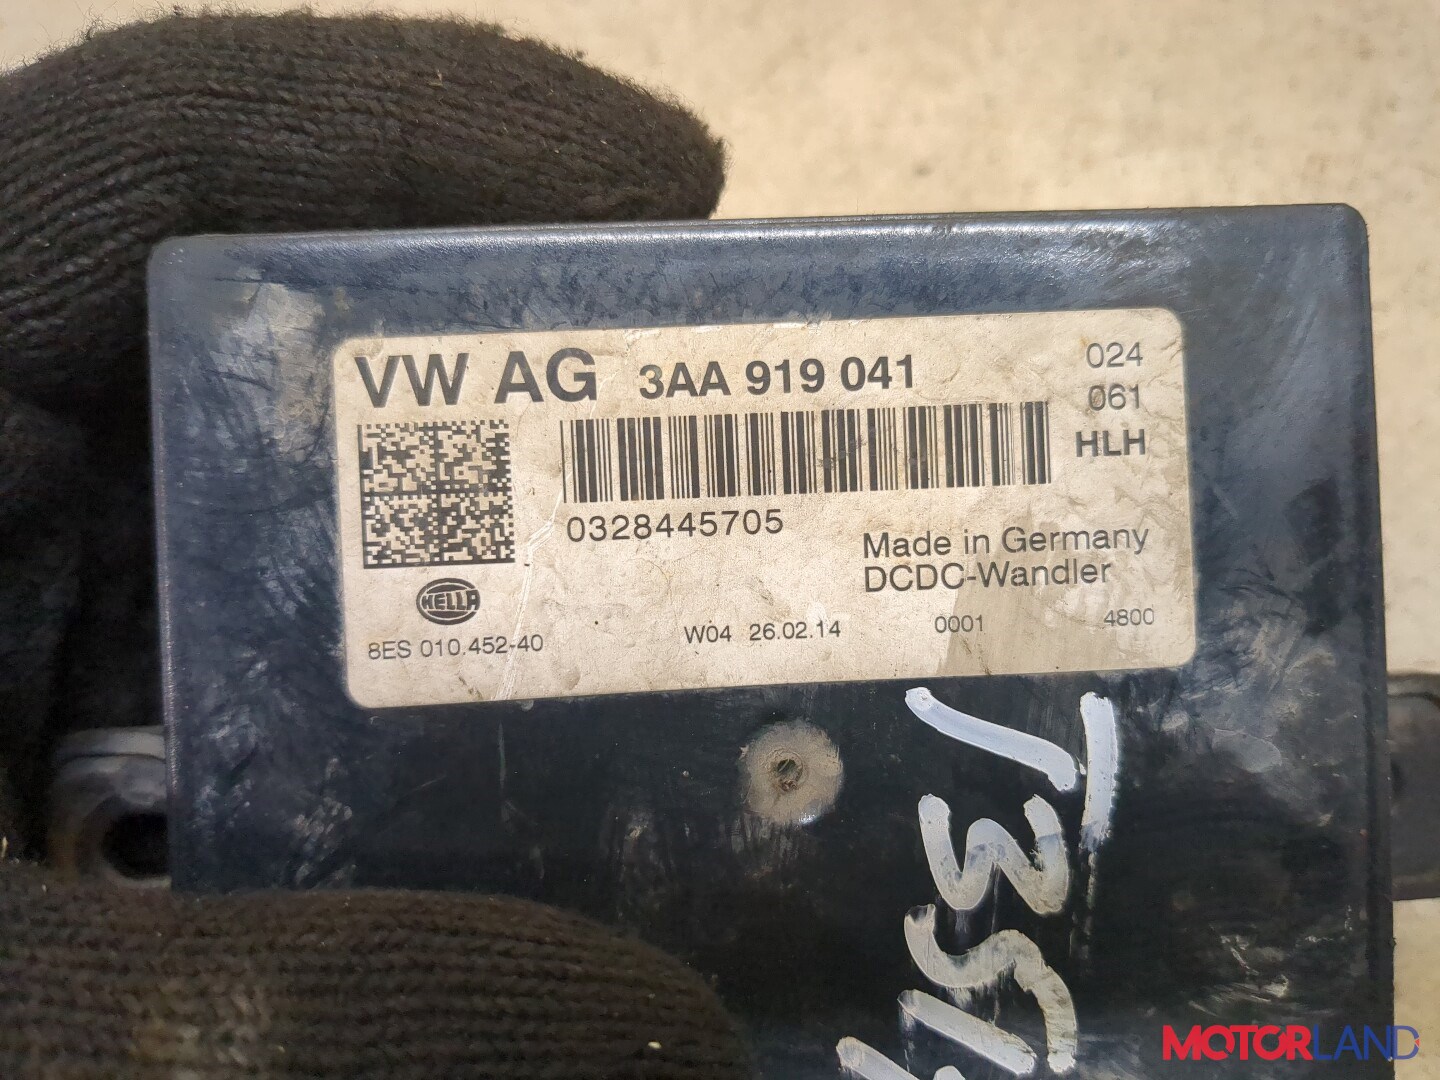 VW AG 3AA 919 041
024
061
HLH
0328445705
Made in Germany
DCDC-Wandler
HELLA
8ES 010.452-40
W04 26.02.14
0001
4800
MOTORLAND